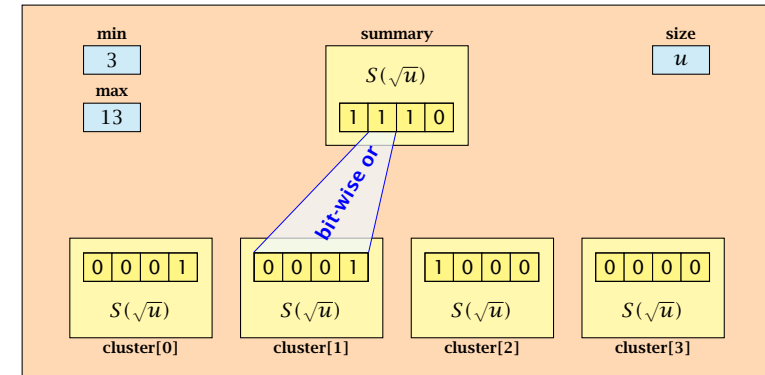 min summary size
3 S(√u) u
max
13 1 1 1 0
bit-wise or
0 0 0 1 0 0 0 1 1 0 0 0 0 0 0 0
S(√u) S(√u) S(√u) S(√u)
cluster[0] cluster[1] cluster[2] cluster[3]